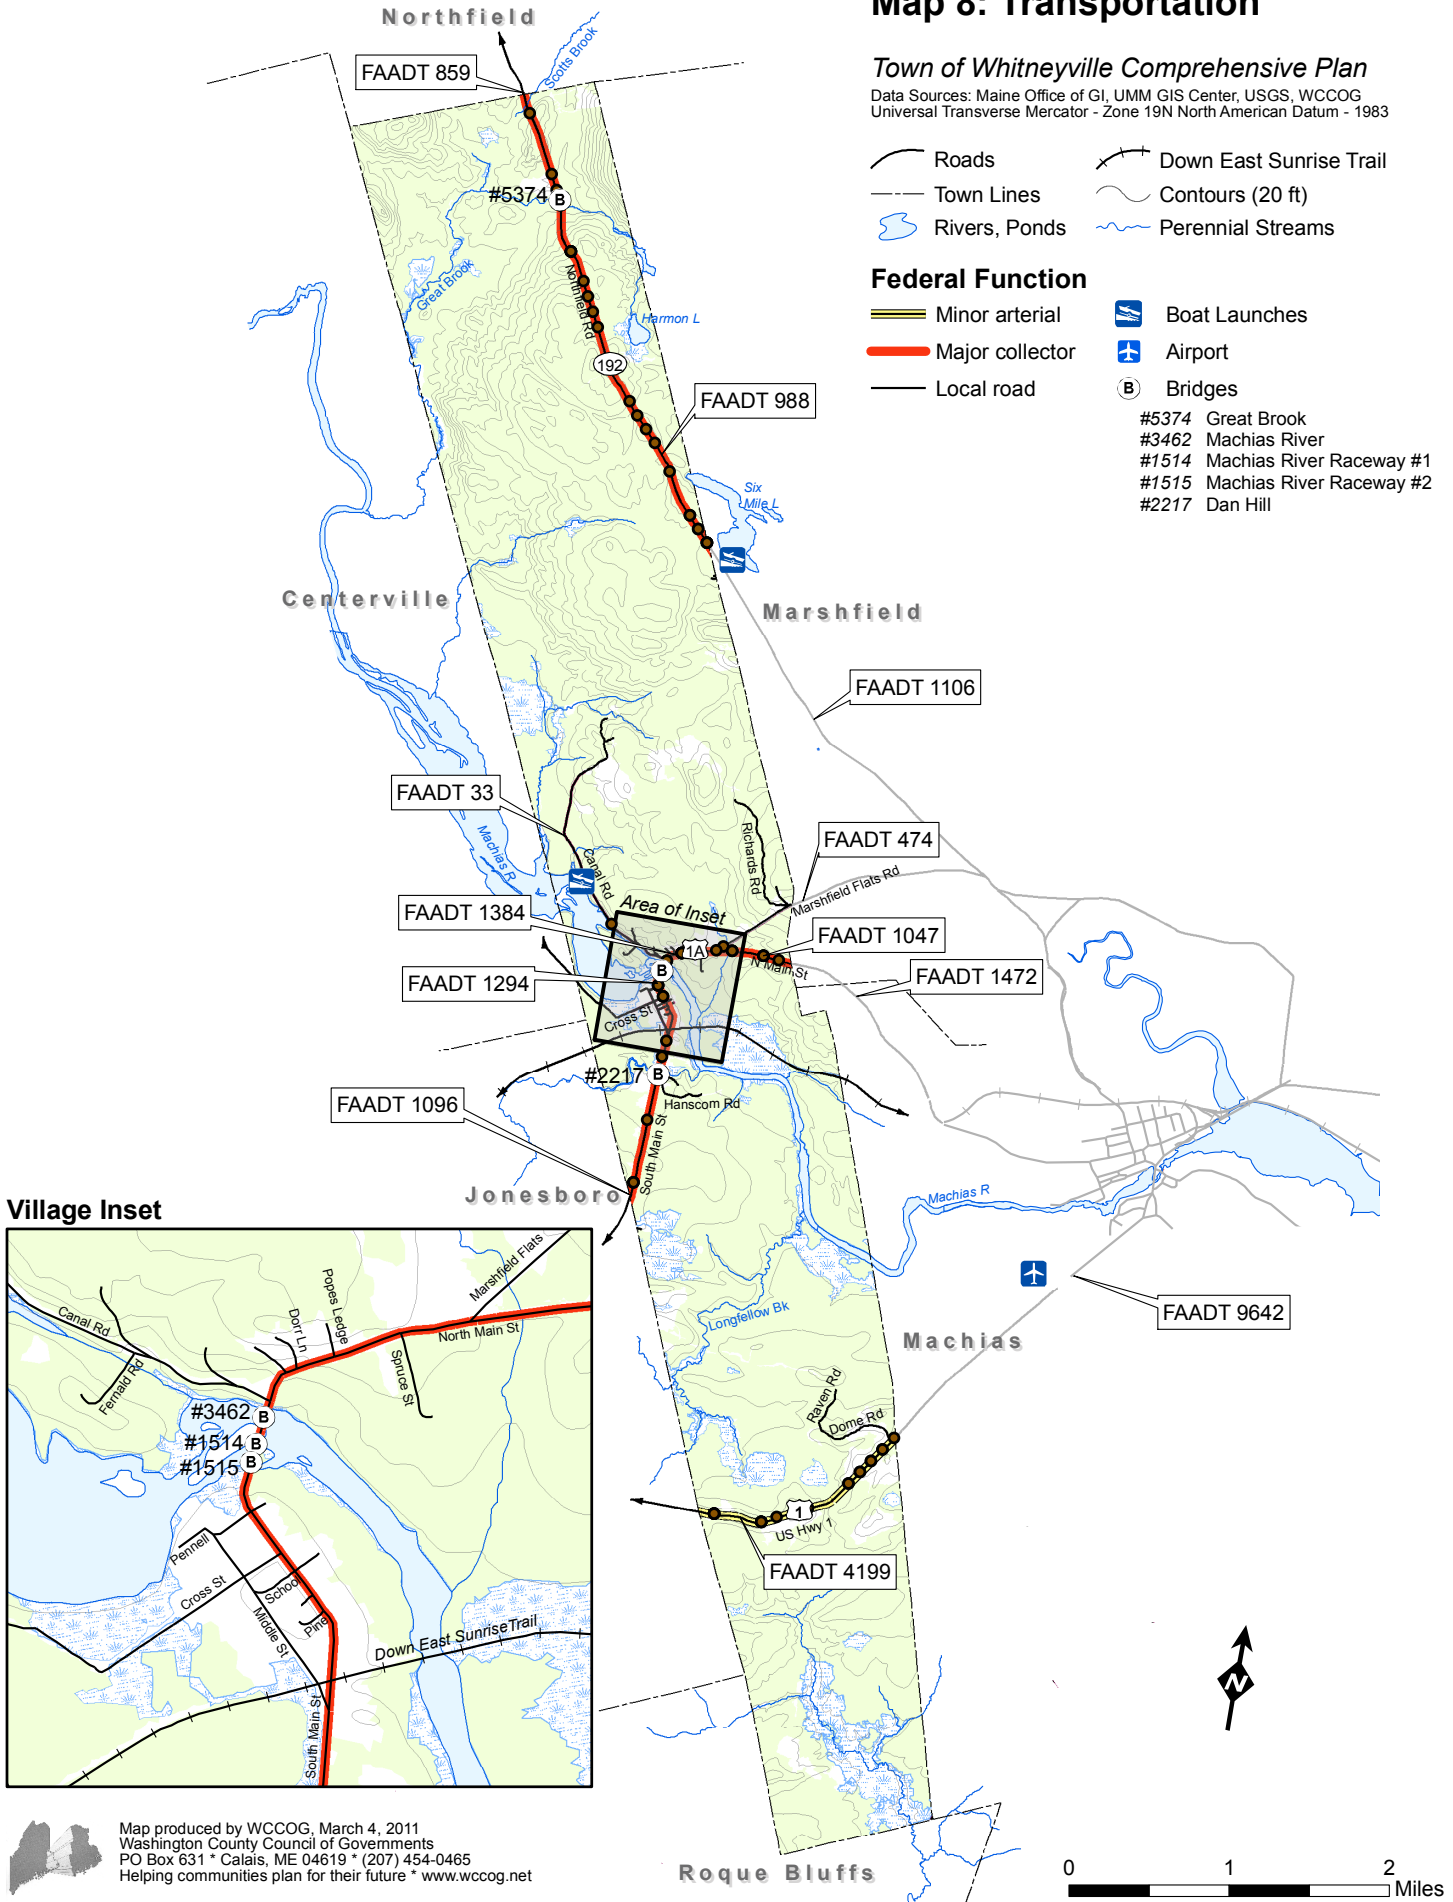 Map 8: Transportation
Town of Whitneyville Comprehensive Plan
Data Sources: Maine Office of GI, UMM GIS Center, USGS, WCCOG
Universal Transverse Mercator - Zone 19N North American Datum - 1983
Roads
Down East Sunrise Trail
Town Lines
Contours (20 ft)
Rivers, Ponds
Perennial Streams
Federal Function
Minor arterial
Boat Launches
Major collector
Airport
Local road
B
Bridges
#5374 Great Brook
#3462 Machias River
#1514 Machias River Raceway #1
#1515 Machias River Raceway #2
#2217 Dan Hill
Northfield
FAADT 859
Scotts Brook
#5374
B
Great Brook
Northfield Rd
Harmon L
192
FAADT 988
Six
Mile L
Centerville
Marshfield
FAADT 1106
FAADT 33
Machias R
Canal Rd
Richards Rd
FAADT 474
Marshfield Flats Rd
Area of Inset
FAADT 1384
1A
FAADT 1047
N Main St
B
FAADT 1294
FAADT 1472
Cross St
#2217
B
Hanscom Rd
FAADT 1096
South Main St
Jonesboro
Machias R
FAADT 9642
Longfellow Bk
Machias
Raven Rd
Dome Rd
1
US Hwy 1
FAADT 4199
Roque Bluffs
Village Inset
Canal Rd
Fernald Rd
Dorr Ln
Popes Ledge
Marshfield Flats
North Main St
Spruce St
#3462
B
#1514
B
#1515
B
Pennell
Cross St
School
Pine
Middle St
Down East Sunrise Trail
South Main St
N
0 1 2
Miles
Map produced by WCCOG, March 4, 2011
Washington County Council of Governments
PO Box 631 * Calais, ME 04619 * (207) 454-0465
Helping communities plan for their future * www.wccog.net